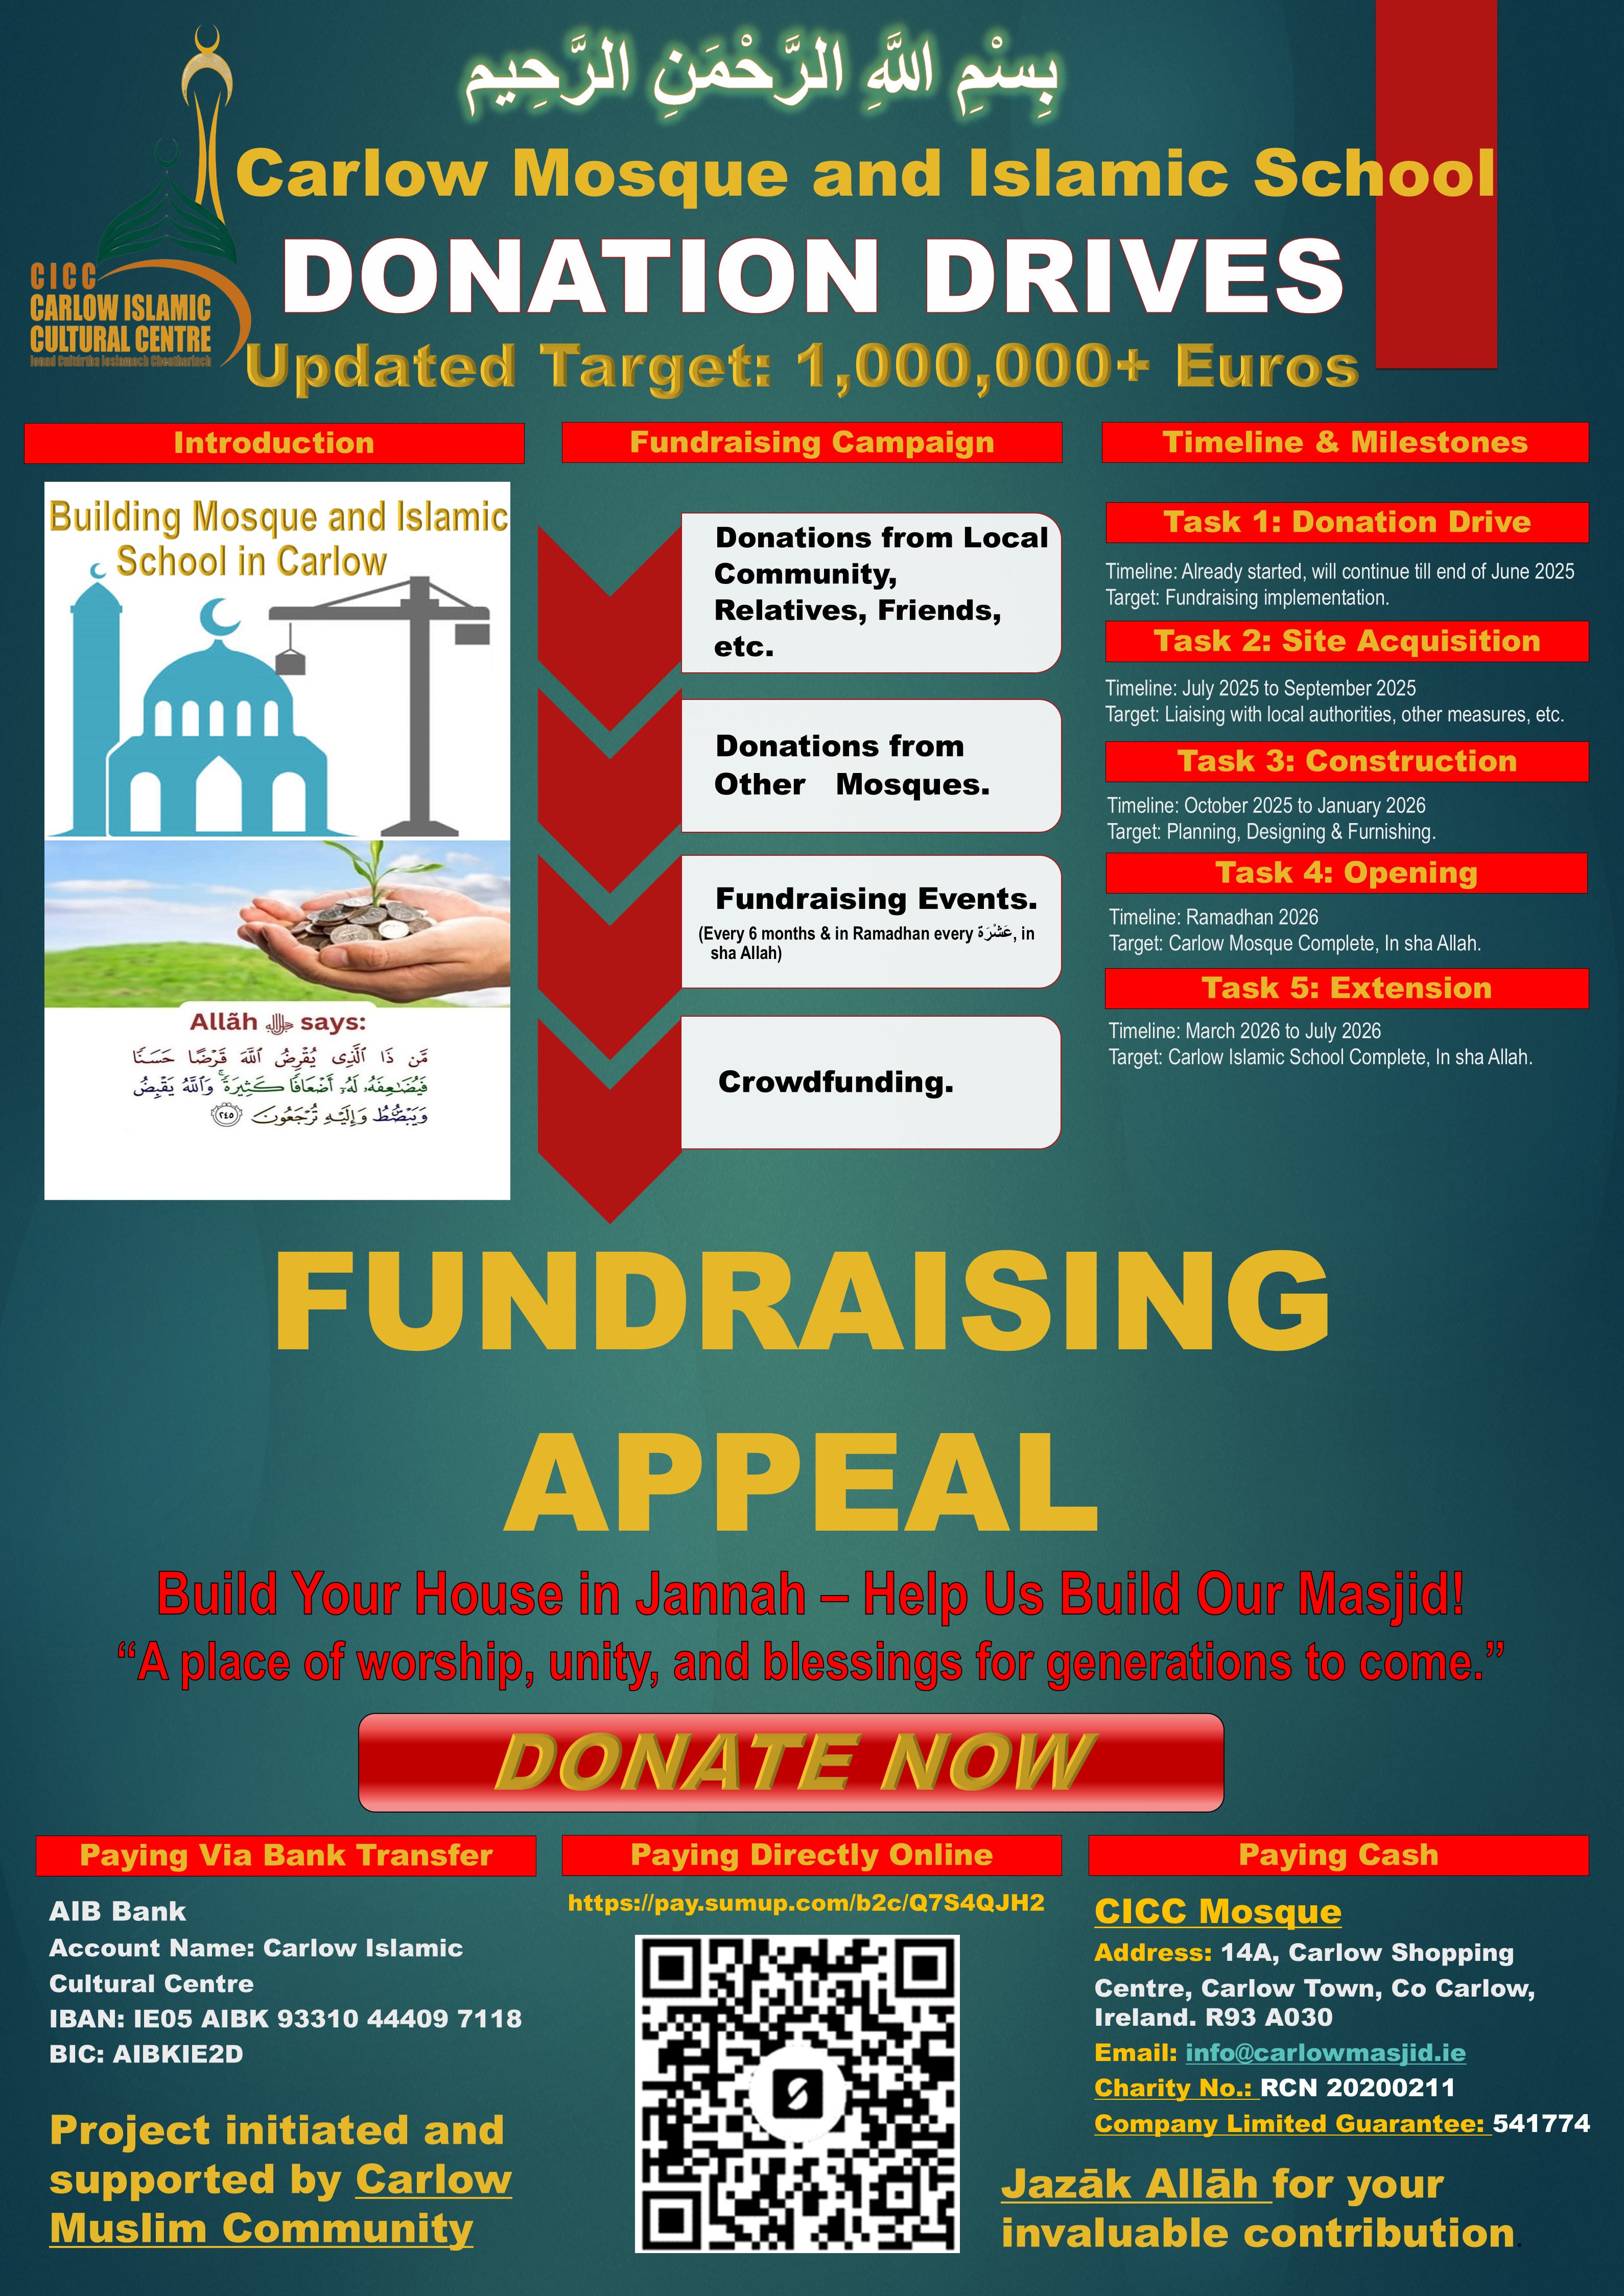 بِسْمِ اللَّهِ الرَّحْمَنِ الرَّحِيم
Carlow Mosque and Islamic School
DONATION DRIVES
Updated Target: 1,000,000+ Euros
CICC
CARLOW ISLAMIC
CULTURAL CENTRE
Ionad Cultúrtha Ioslamach Cheatharlach
Introduction
Building Mosque and Islamic
School in Carlow
Allãh ﷻ says:
مَّن ذَا ٱلَّذِى يُقْرِضُ ٱللَّهَ قَرْضًا حَسَنًا
فَيُضَـٰعِفَهُۥ لَهُۥٓ أَضْعَافًا كَثِيرَةً ۚ وَٱللَّهُ يَقْبِضُ
وَيَبْصُۜطُ وَإِلَيْهِ تُرْجَعُونَ ٢٤٥
Fundraising Campaign
Donations from Local
Community,
Relatives, Friends,
etc.
Donations from
Other Mosques.
Fundraising Events.
(Every 6 months & in Ramadhan every عَشْرَة, in
sha Allah)
Crowdfunding.
Timeline & Milestones
Task 1: Donation Drive
Timeline: Already started, will continue till end of June 2025
Target: Fundraising implementation.
Task 2: Site Acquisition
Timeline: July 2025 to September 2025
Target: Liaising with local authorities, other measures, etc.
Task 3: Construction
Timeline: October 2025 to January 2026
Target: Planning, Designing & Furnishing.
Task 4: Opening
Timeline: Ramadhan 2026
Target: Carlow Mosque Complete, In sha Allah.
Task 5: Extension
Timeline: March 2026 to July 2026
Target: Carlow Islamic School Complete, In sha Allah.
FUNDRAISING
APPEAL
Build Your House in Jannah – Help Us Build Our Masjid!
“A place of worship, unity, and blessings for generations to come.”
DONATE NOW
Paying Via Bank Transfer
AIB Bank
Account Name: Carlow Islamic
Cultural Centre
IBAN: IE05 AIBK 93310 44409 7118
BIC: AIBKIE2D
Project initiated and
supported by Carlow
Muslim Community
Paying Directly Online
https://pay.sumup.com/b2c/Q7S4QJH2
Paying Cash
CICC Mosque
Address: 14A, Carlow Shopping
Centre, Carlow Town, Co Carlow,
Ireland. R93 A030
Email: info@carlowmasjid.ie
Charity No.: RCN 20200211
Company Limited Guarantee: 541774
Jazāk Allāh for your
invaluable contribution.